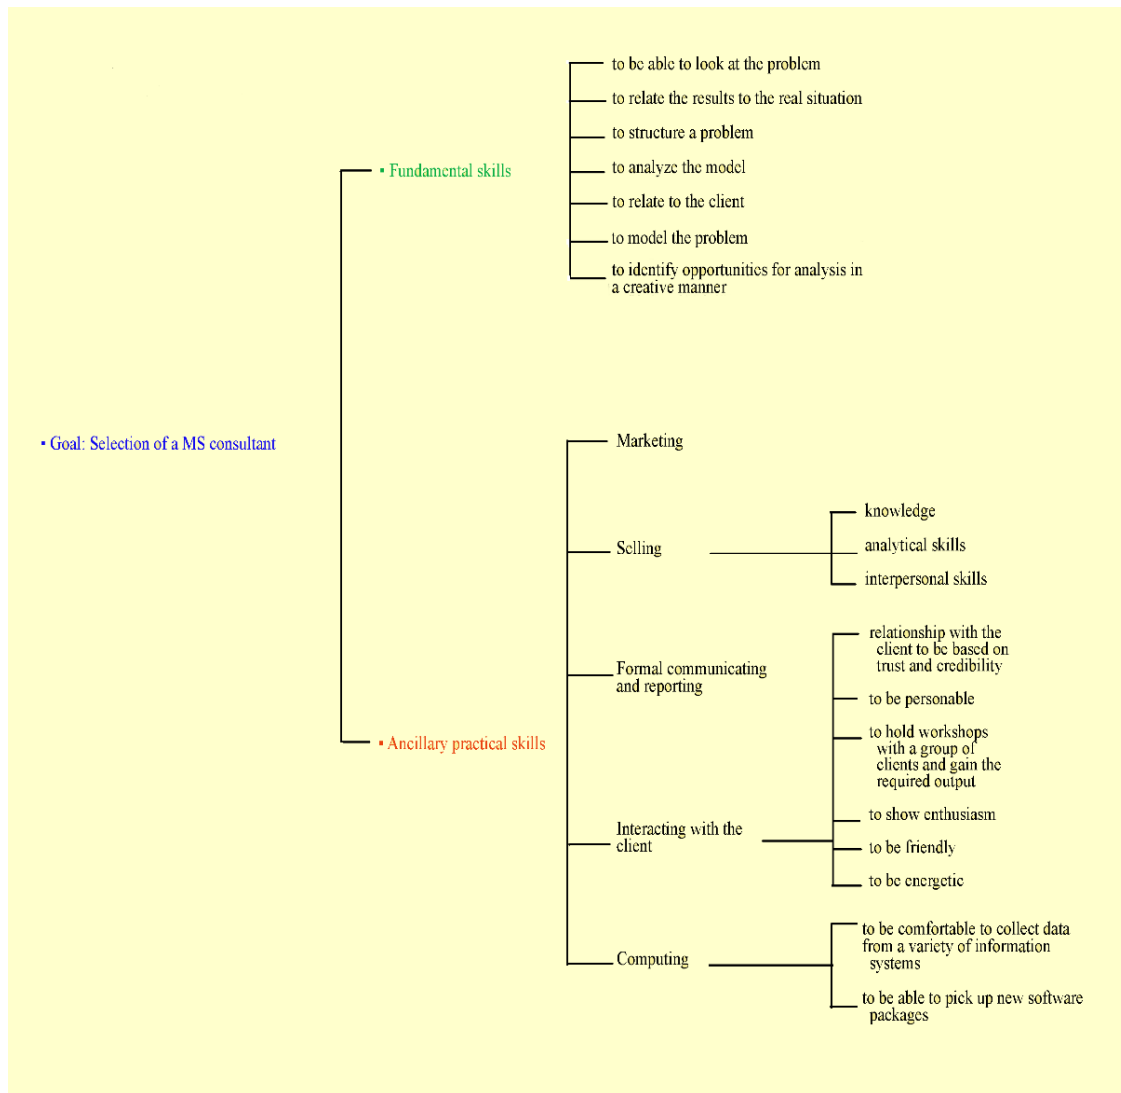 to be able to look at the problem
to relate the results to the real situation
to structure a problem
▪ Fundamental skills
to analyze the model
to relate to the client
to model the problem
to identify opportunities for analysis in
a creative manner
▪ Goal: Selection of a MS consultant
Marketing
Selling
knowledge
analytical skills
interpersonal skills
Formal communicating
and reporting
relationship with the
client to be based on
trust and credibility
to be personable
▪ Ancillary practical skills
to hold workshops
with a group of
clients and gain the
required output
Interacting with the
client
to show enthusiasm
to be friendly
to be energetic
Computing
to be comfortable to collect data
from a variety of information
systems
to be able to pick up new software
packages